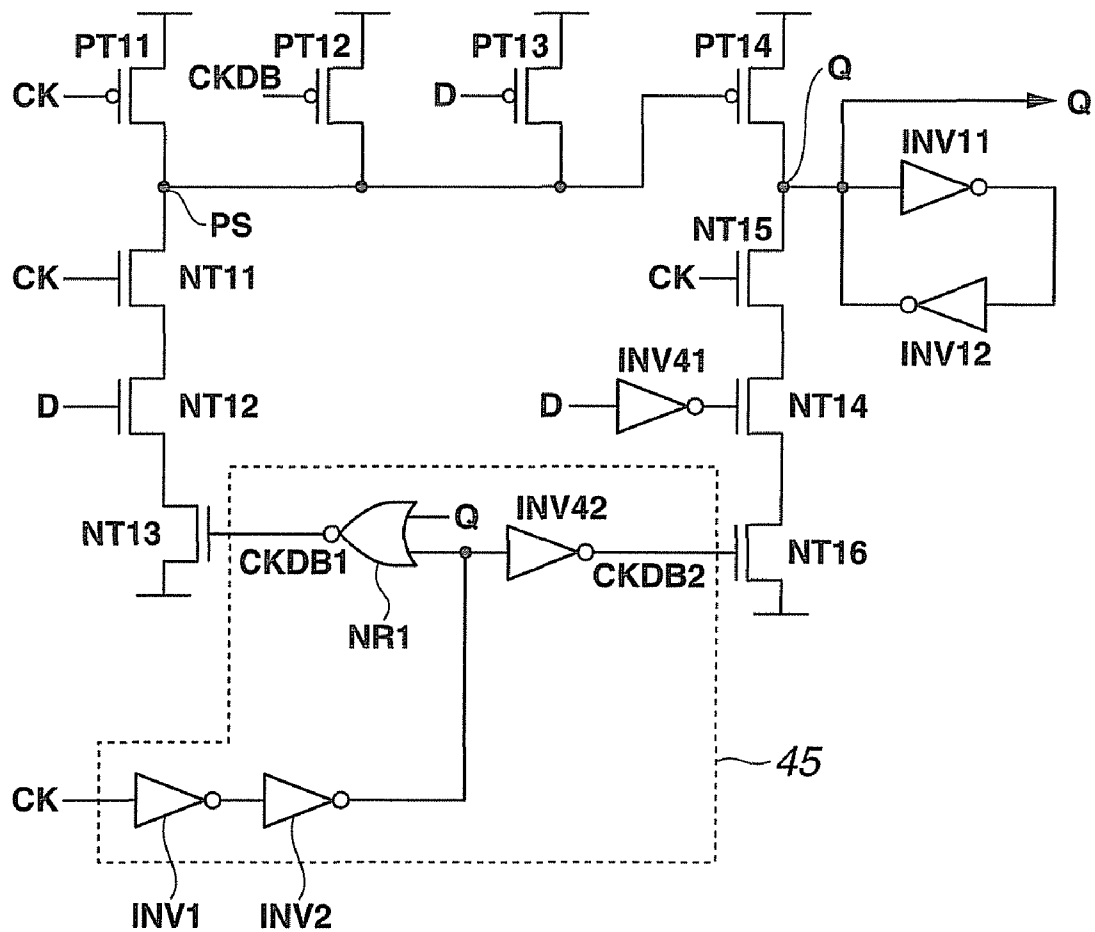 PT11
PT12
PT13
PT14
Q
CK
CKDB
D
Q
INV11
PS
NT15
CK
NT11
CK
INV12
INV41
D
NT12
D
NT14
INV42
Q
NT13
CKDB1
CKDB2
NT16
NR1
45
CK
INV1
INV2